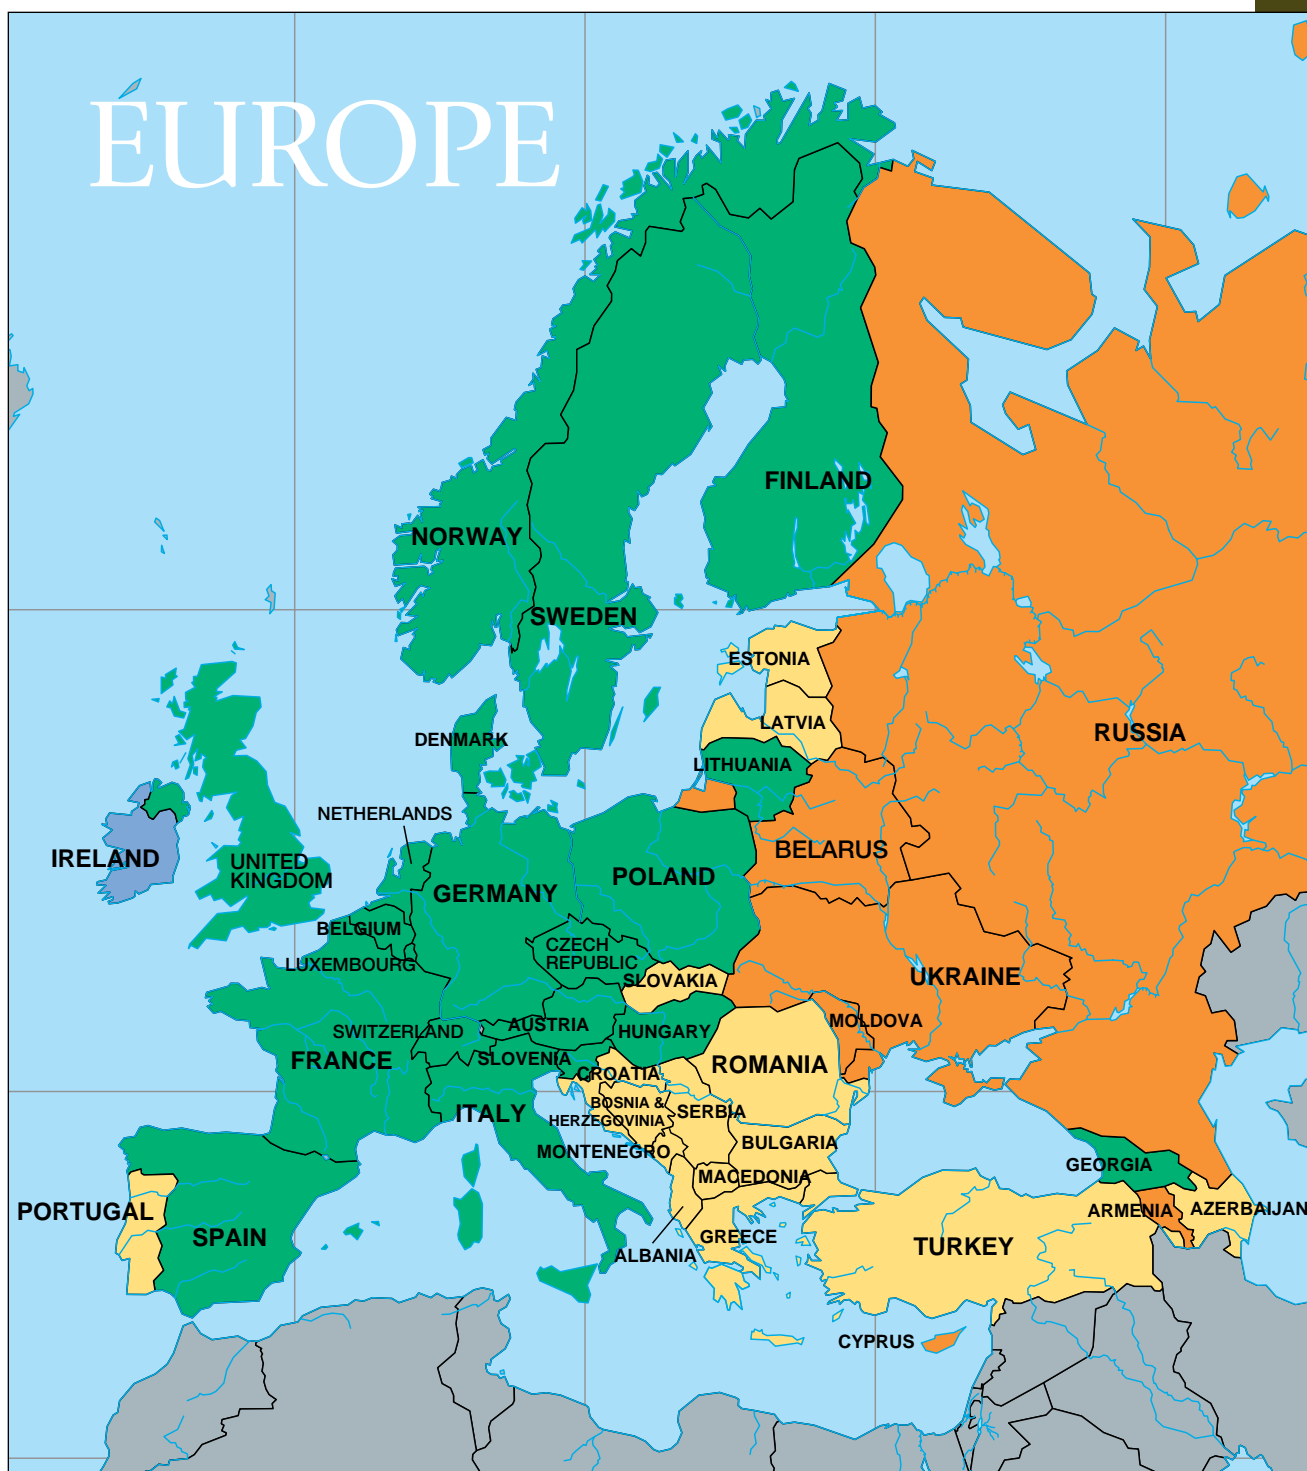 EUROPE
FINLAND
NORWAY
SWEDEN
ESTONIA
LATVIA
RUSSIA
DENMARK
LITHUANIA
NETHERLANDS
IRELAND
UNITED
KINGDOM
BELARUS
POLAND
GERMANY
BELGIUM
CZECH
REPUBLIC
LUXEMBOURG
SLOVAKIA
UKRAINE
SWITZERLAND
AUSTRIA
HUNGARY
MOLDOVA
FRANCE
SLOVENIA
CROATIA
ROMANIA
ITALY
BOSNIA &
HERZEGOVINIA
SERBIA
MONTENEGRO
BULGARIA
GEORGIA
MACEDONIA
PORTUGAL
SPAIN
ARMENIA
AZERBAIJAN
ALBANIA
GREECE
TURKEY
CYPRUS